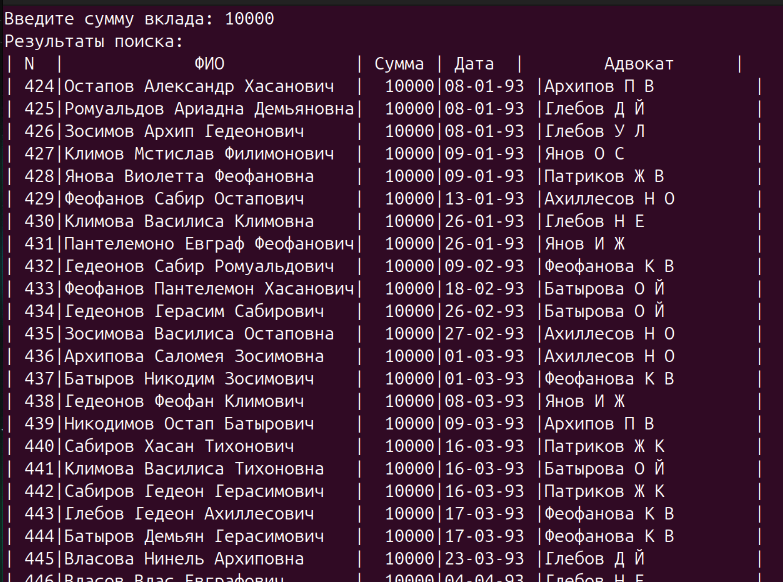 Введите сумму вклада: 10000
Результаты поиска:
| N | ФИО | Сумма | Дата | Адвокат |
| 424|Остапов Александр Хасанович | 10000|08-01-93 |Архипов П В |
| 425|Ромуальдов Ариадна Демьяновна| 10000|08-01-93 |Глебов Д Й |
| 426|Зосимов Архип Гедеонович | 10000|08-01-93 |Глебов У Л |
| 427|Климов Мстислав Филимонович | 10000|09-01-93 |Янов О С |
| 428|Янова Виолетта Феофановна | 10000|09-01-93 |Патриков Ж В |
| 429|Феофанов Сабир Остапович | 10000|13-01-93 |Ахиллесов Н О |
| 430|Климова Василиса Климовна | 10000|26-01-93 |Глебов Н Е |
| 431|Пантелемоно Евграф Феофанович| 10000|26-01-93 |Янов И Ж |
| 432|Гедеонов Сабир Ромуальдович | 10000|09-02-93 |Феофанова К В |
| 433|Феофанов Пантелемон Хасанович| 10000|18-02-93 |Батырова О Й |
| 434|Гедеонов Герасим Сабирович | 10000|26-02-93 |Батырова О Й |
| 435|Зосимова Василиса Остаповна | 10000|27-02-93 |Ахиллесов Н О |
| 436|Архипова Саломея Зосимовна | 10000|01-03-93 |Ахиллесов Н О |
| 437|Батыров Никодим Зосимович | 10000|01-03-93 |Феофанова К В |
| 438|Гедеонов Феофан Климович | 10000|08-03-93 |Янов И Ж |
| 439|Никодимов Остап Батырович | 10000|09-03-93 |Архипов П В |
| 440|Сабиров Хасан Тихонович | 10000|16-03-93 |Патриков Ж К |
| 441|Климова Василиса Тихоновна | 10000|16-03-93 |Батырова О Й |
| 442|Сабиров Гедеон Герасимович | 10000|16-03-93 |Патриков Ж К |
| 443|Глебов Гедеон Ахиллесович | 10000|17-03-93 |Феофанова К В |
| 444|Батыров Демьян Герасимович | 10000|17-03-93 |Феофанова К В |
| 445|Власова Нинель Архиповна | 10000|23-03-93 |Глебов Д Й |
| 446|Власов Влас Евграфович | 10000|04-04-93 |Глебов Н Е |